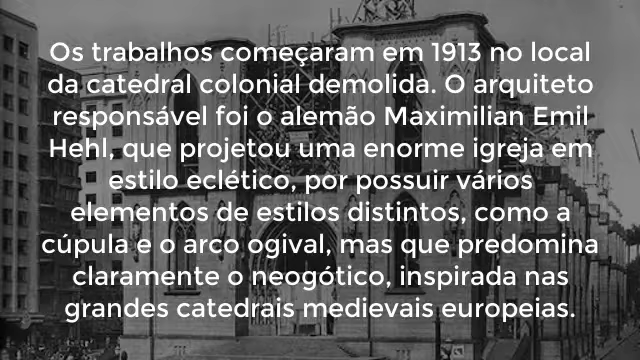 Os trabalhos começaram em 1913 no local
da catedral colonial demolida. O arquiteto
responsável foi o alemão Maximilian Emil
Hehl, que projetou uma enorme igreja em
estilo eclético, por possuir vários
elementos de estilos distintos, como a
cúpula e o arco ogival, mas que predomina
claramente o neogótico, inspirada nas
grandes catedrais medievais europeias.